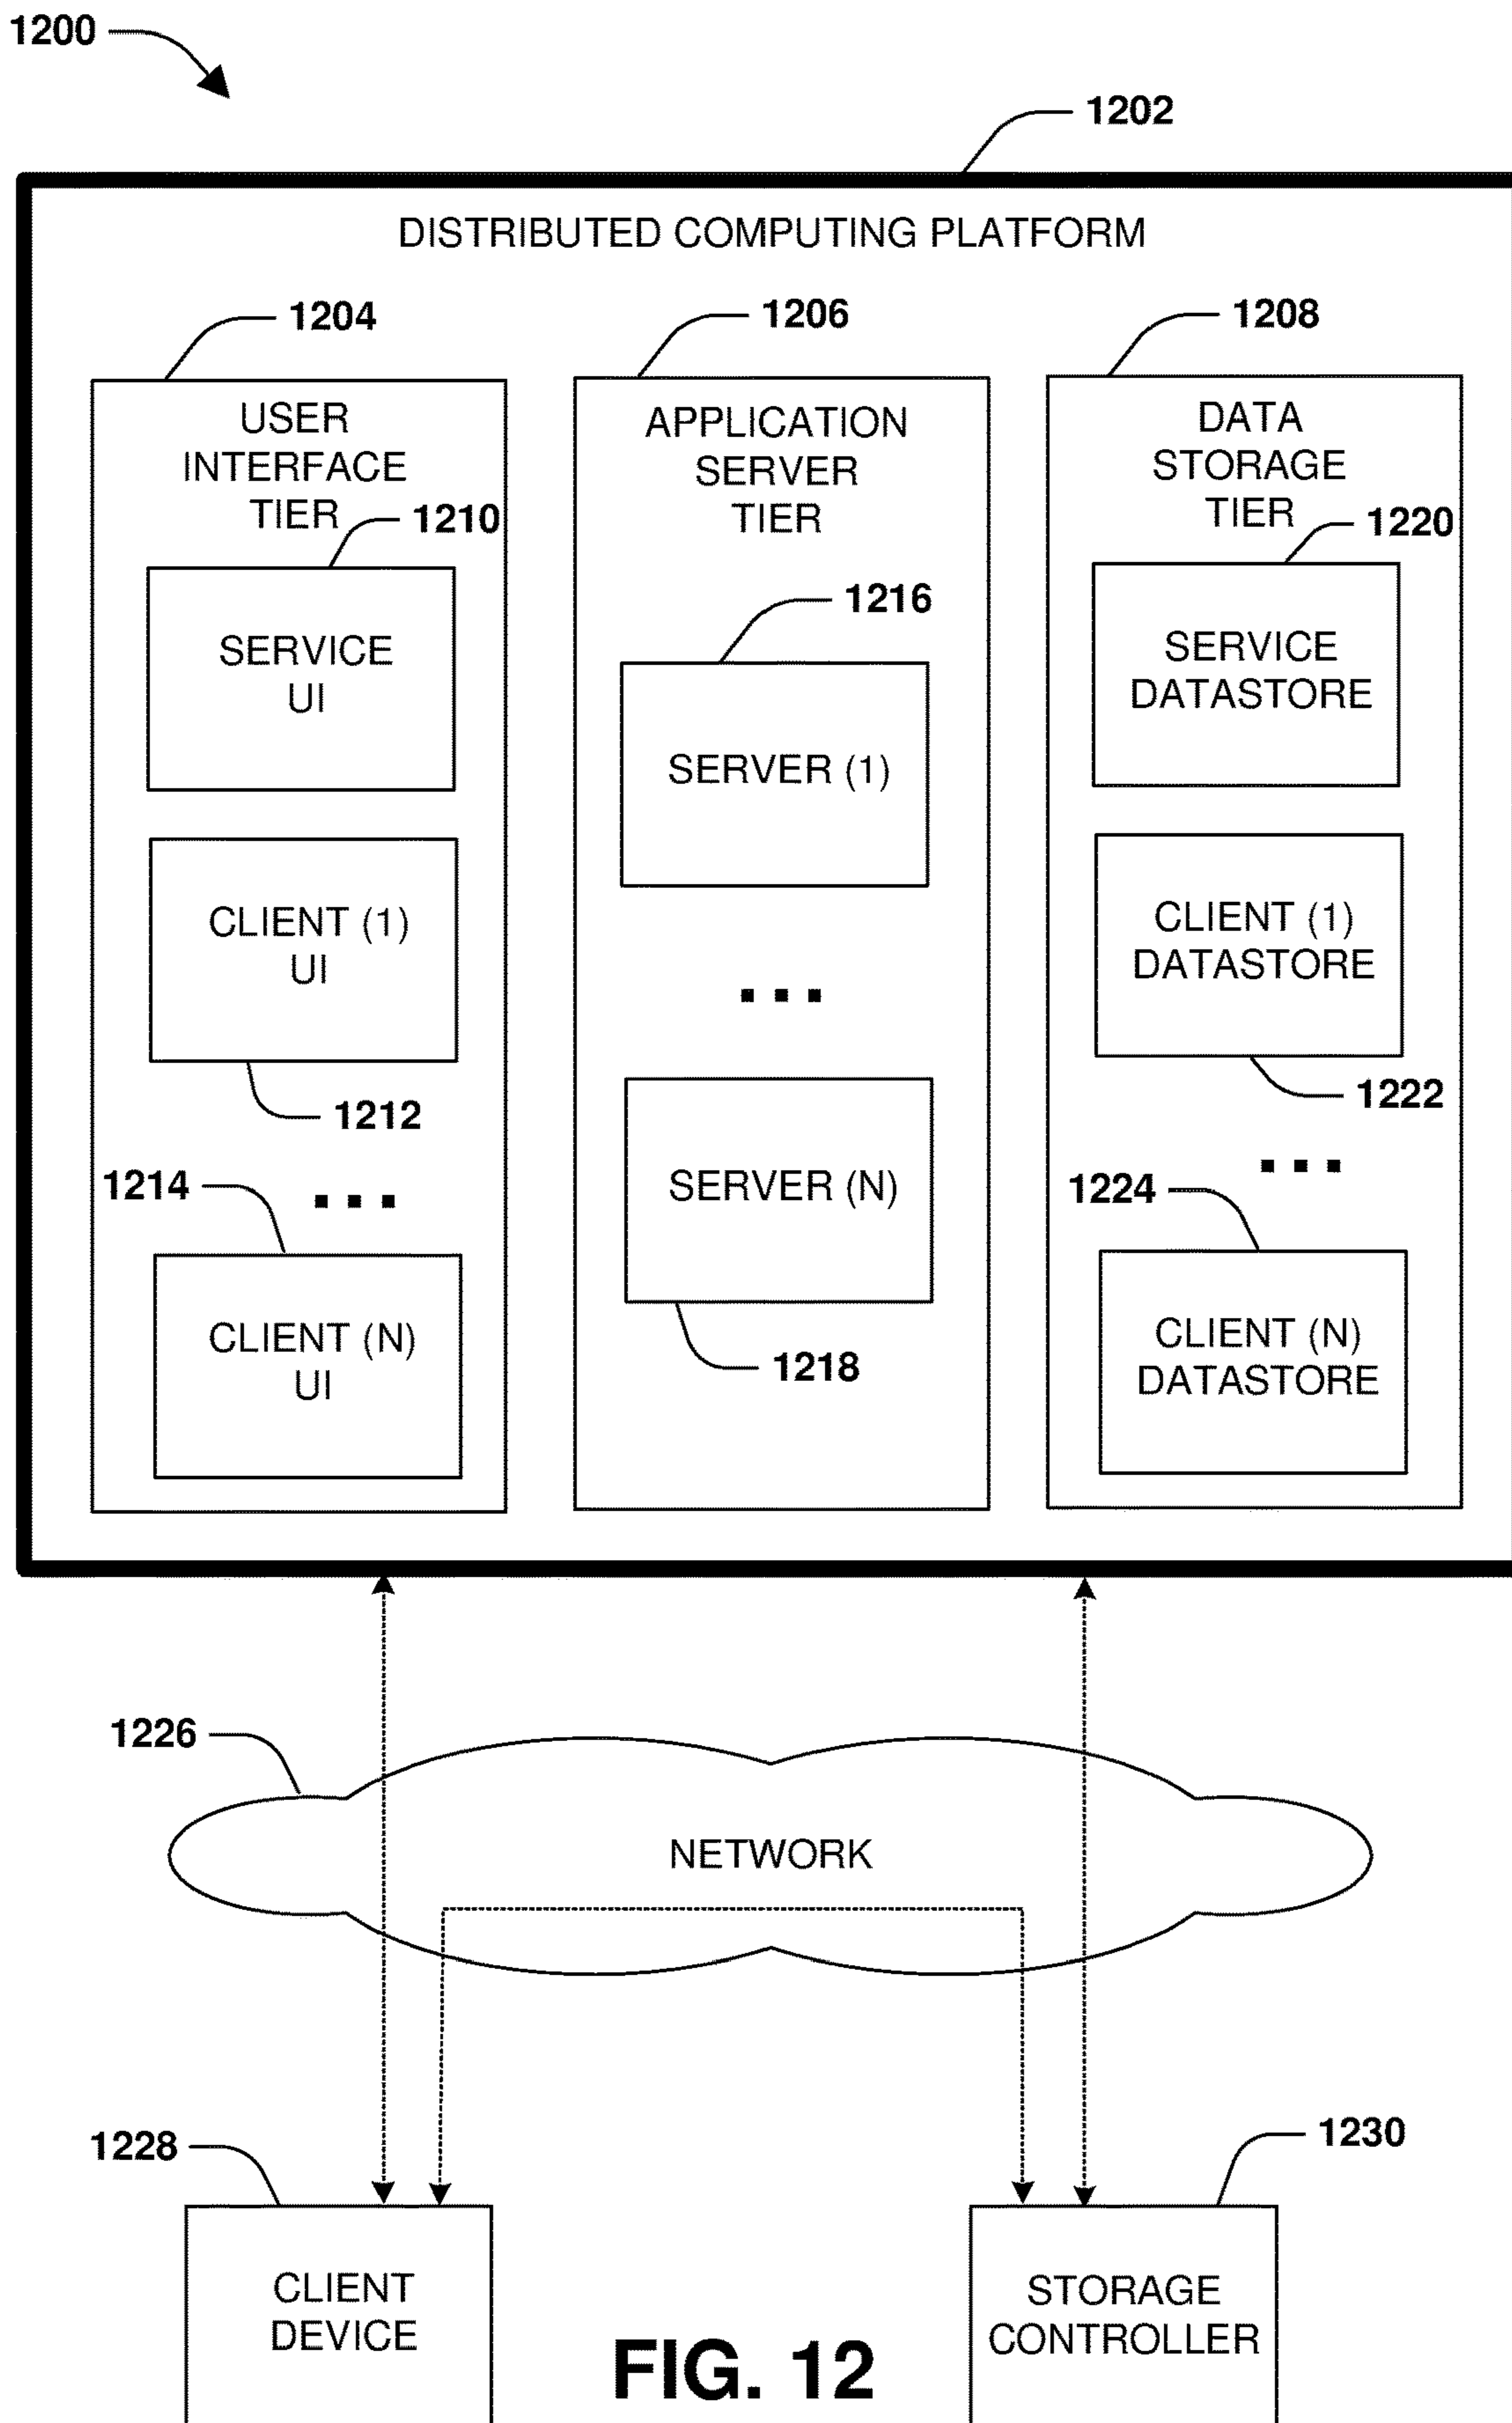 1200
1202
DISTRIBUTED COMPUTING PLATFORM
1204
1206
1208
USER
INTERFACE
TIER
1210
SERVICE
UI
CLIENT (1)
UI
1212
1214
CLIENT (N)
UI
APPLICATION
SERVER
TIER
1216
SERVER (1)
SERVER (N)
1218
DATA
STORAGE
TIER
1220
SERVICE
DATASTORE
CLIENT (1)
DATASTORE
1222
1224
CLIENT (N)
DATASTORE
1226
NETWORK
1228
1230
CLIENT
DEVICE
STORAGE
CONTROLLER
FIG. 12